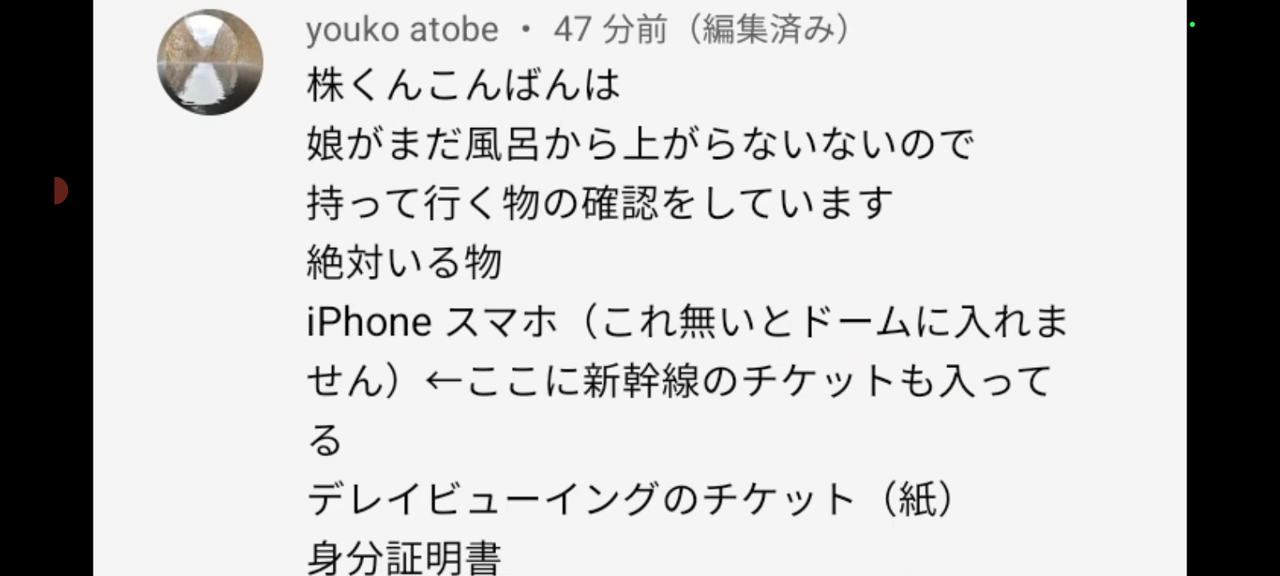 youko atobe ・ 47 分前（編集済み）
株くんこんばんは
娘がまだ風呂から上がらないないので
持って行く物の確認をしています
絶対いる物
iPhone スマホ（これ無いとドームに入れま
せん）←ここに新幹線のチケットも入って
る
デレイビューイングのチケット（紙）
身分証明書